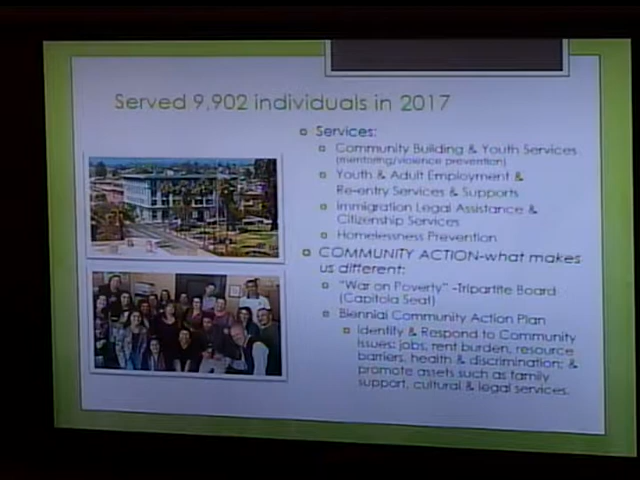 Served 9,902 individuals in 2017
Services:
Community Building & Youth Services
(mentoring/violence prevention)
Youth & Adult Employment &
Re-entry Services & Supports
Immigration Legal Assistance &
Citizenship Services
Homelessness Prevention
COMMUNITY ACTION-what makes
us different:
"War on Poverty" -Tripartite Board
(Capitola Seat)
Biennial Community Action Plan
Identify & Respond to Community
issues: jobs, rent burden, resource
barriers, health & discrimination; &
promote assets such as family
support, cultural & legal services.